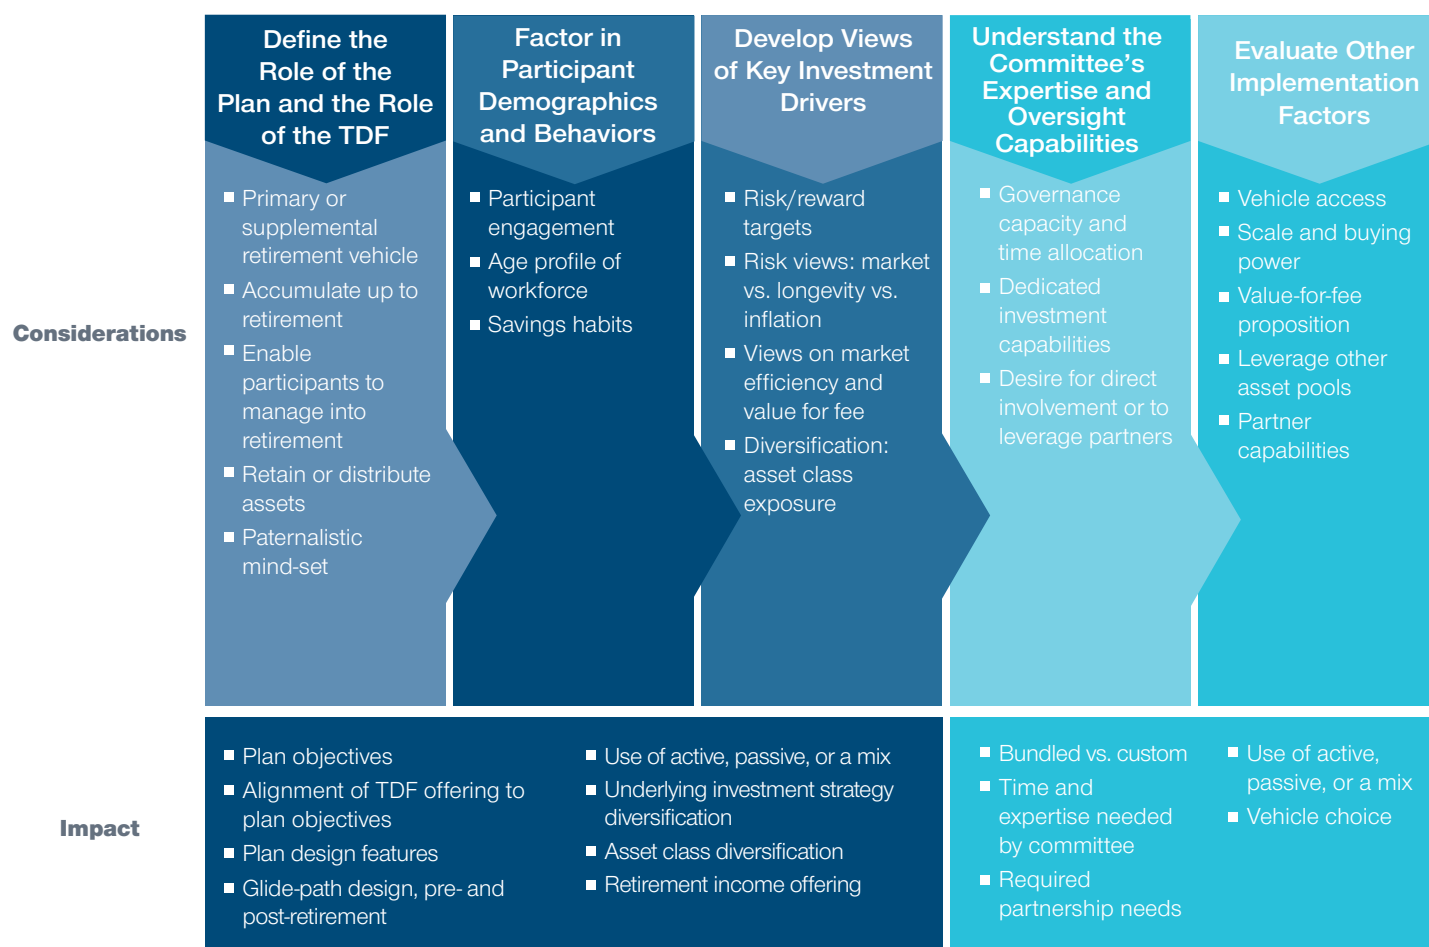 Define the
Role of the
Plan and the Role
of the TDF
Factor in
Participant
Demographics
and Behaviors
Develop Views
of Key Investment
Drivers
Understand the
Committee's
Expertise and
Oversight
Capabilities
Evaluate Other
Implementation
Factors
Considerations
Primary or
supplemental
retirement vehicle
Accumulate up to
retirement
Enable
participants to
manage into
retirement
Retain or distribute
assets
Paternalistic
mind-set
Participant
engagement
Age profile of
workforce
Savings habits
Risk/reward
targets
Risk views: market
vs. longevity vs.
inflation
Views on market
efficiency and
value for fee
Diversification:
asset class
exposure
Governance
capacity and
time allocation
Dedicated
investment
capabilities
Desire for direct
involvement or to
leverage partners
Vehicle access
Scale and buying
power
Value-for-fee
proposition
Leverage other
asset pools
Partner
capabilities
Impact
Plan objectives
Alignment of TDF offering to
plan objectives
Plan design features
Glide-path design, pre- and
post-retirement
Use of active, passive, or a mix
Underlying investment strategy
diversification
Asset class diversification
Retirement income offering
Bundled vs. custom
Time and
expertise needed
by committee
Required
partnership needs
Use of active,
passive, or a mix
Vehicle choice